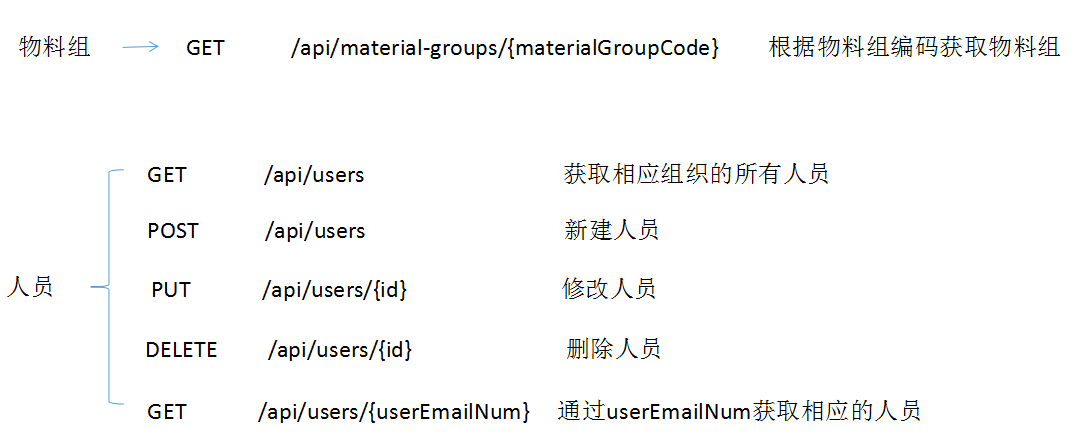 物料组 GET /api/material-groups/{materialGroupCode} 根据物料组编码获取物料组
GET /api/users 获取相应组织的所有人员
POST /api/users 新建人员
人员 PUT /api/users/{id} 修改人员
DELETE /api/users/{id} 删除人员
GET /api/users/{userEmailNum} 通过userEmailNum获取相应的人员